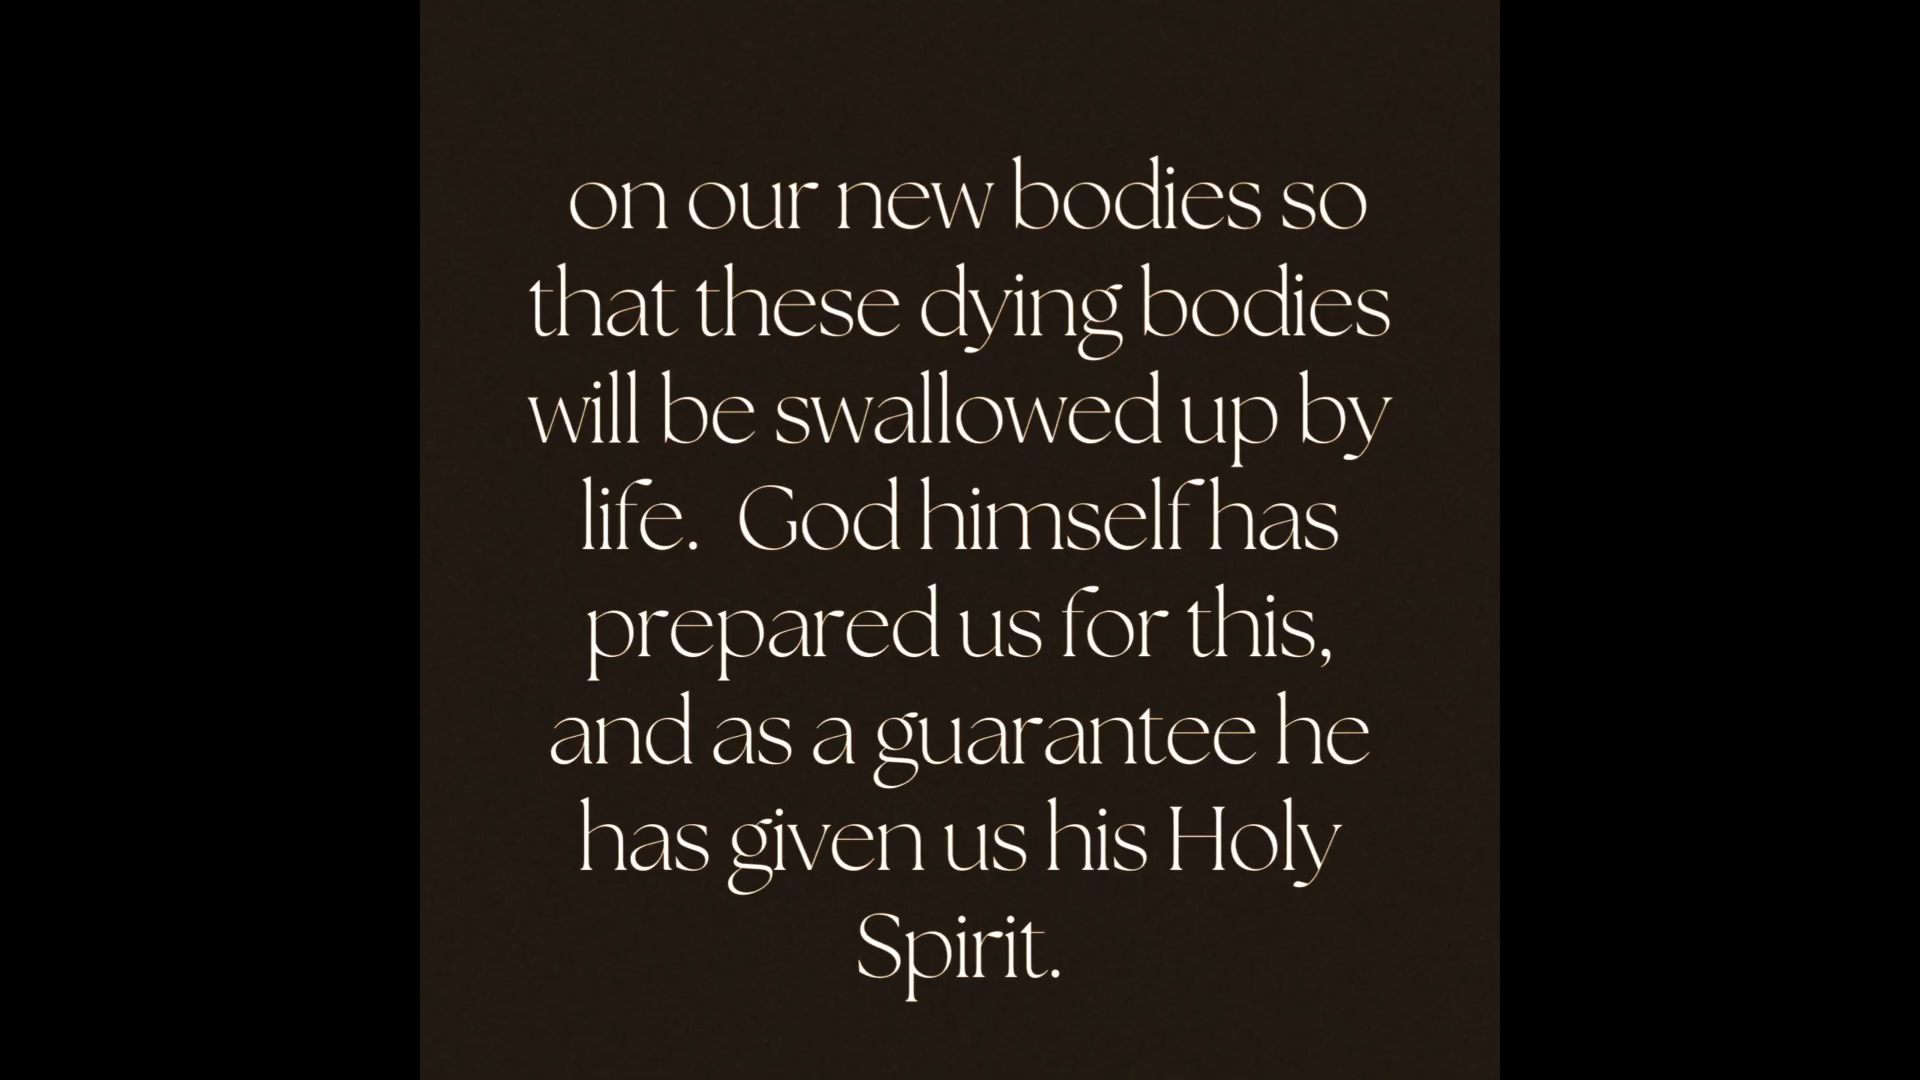 on our new bodies so
that these dying bodies
will be swallowed up by
life.  God himself has
prepared us for this,
and as a guarantee he
has given us his Holy
Spirit.